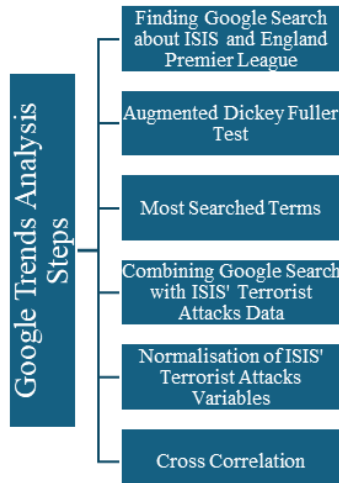 Google Trends Analysis
Steps
Finding Google Search
about ISIS and England
Premier League
Augmented Dickey Fuller
Test
Most Searched Terms
Combining Google Search
with ISIS' Terrorist
Attacks Data
Normalisation of ISIS'
Terrorist Attacks
Variables
Cross Correlation